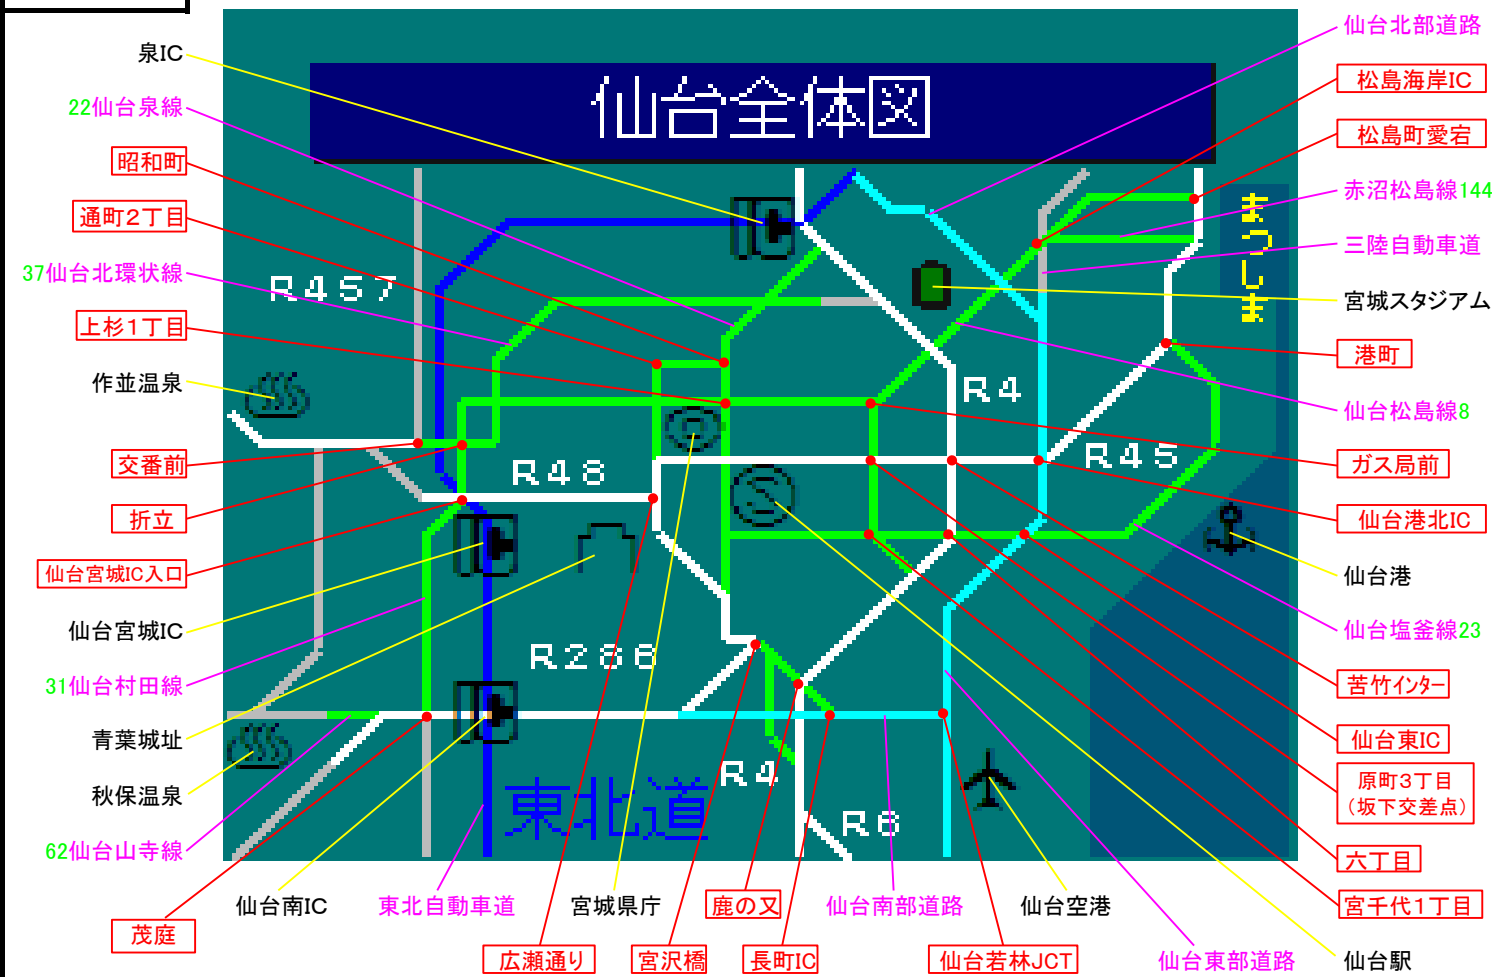 仙台全体図
泉IC
22仙台泉線
昭和町
通町2丁目
37仙台北環状線
上杉1丁目
作並温泉
交番前
折立
仙台宮城IC入口
仙台宮城IC
31仙台村田線
青葉城址
秋保温泉
62仙台山寺線
茂庭
仙台南IC
東北自動車道
宮城県庁
広瀬通り
宮沢橋
鹿の又
長町IC
仙台南部道路
仙台若林JCT
仙台空港
仙台東部道路
仙台駅
仙台北部道路
松島海岸IC
松島町愛宕
赤沼松島線144
三陸自動車道
宮城スタジアム
港町
仙台松島線8
ガス局前
仙台港北IC
仙台港
仙台塩釜線23
苦竹インター
仙台東IC
原町3丁目
(坂下交差点)
六丁目
宮千代1丁目
R457
R4
R45
R48
R286
R4
R6
東北道
まつしま